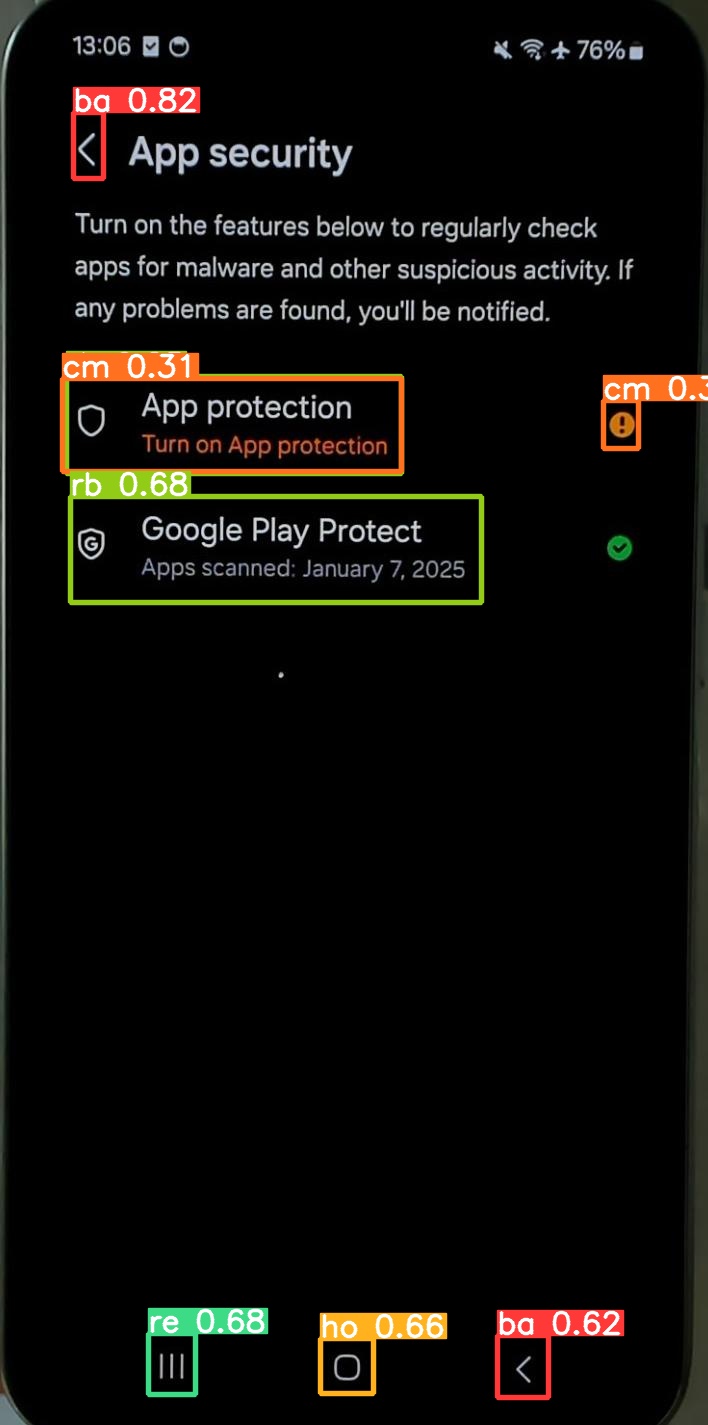 13:06 76%
ba 0.82
App security
Turn on the features below to regularly check
apps for malware and other suspicious activity. If
any problems are found, you'll be notified.
cm 0.31
App protection
cm 0.3
Turn on App protection
rb 0.68
Google Play Protect
Apps scanned: January 7, 2025
re 0.68
ho 0.66
ba 0.62